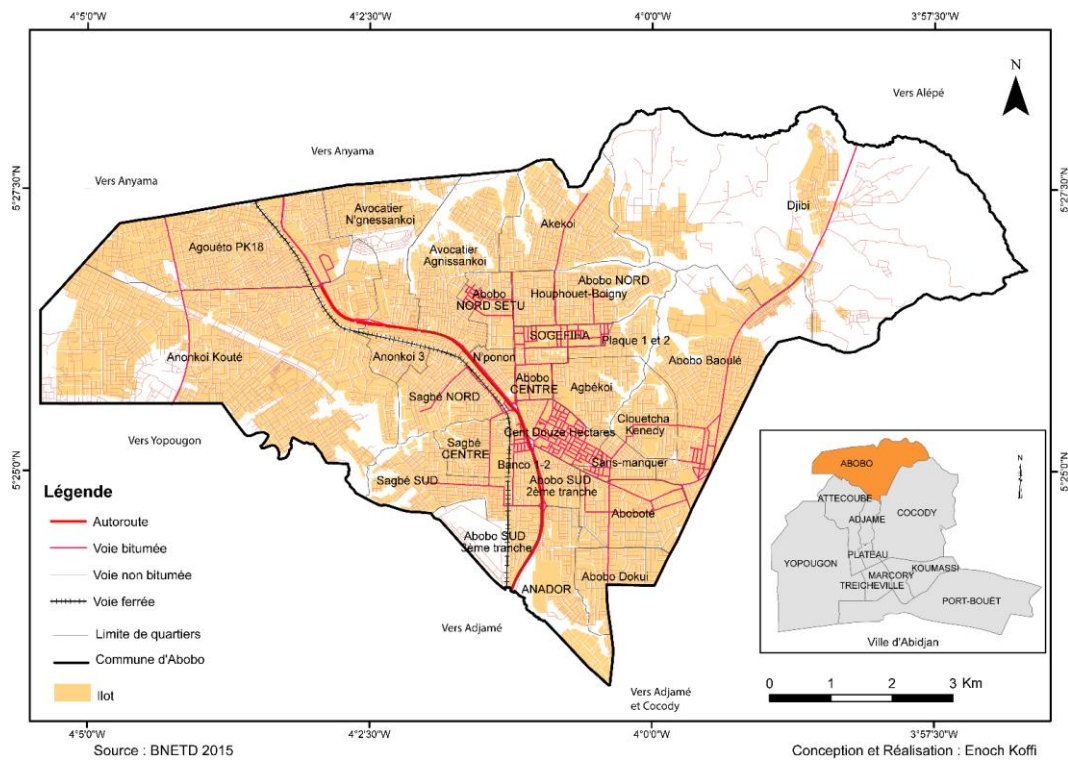 4°5'0"W
4°2'30"W
4°0'0"W
3°57'30"W
N
Vers Alépé
Vers Anyama
Vers Anyama
5°27'30"N
5°27'30"N
Djibi
Avocatier
N'gnessankoi
Akekoi
Agouéto PK18
Avocatier
Agnissankoi
Abobo NORD
Abobo
NORD SETU
Houphouet-Boigny
SOGEFIHA
Plaque 1 et 2
Anonkoi Kouté
Anonkoi 3
N'ponon
Abobo Baoulé
Abobo
CENTRE
Agbékoi
Sagbé NORD
Clouetcha
Kenedy
Cent Douze Hectares
Vers Yopougon
Sagbé
CENTRE
Banco 1-2
Sans-manquer
Sagbé SUD
Abobo SUD
2ème tranche
5°25'0"N
5°25'0"N
Abobote
Abobo SUD
3ème tranche
ANADOR
Abobo Dokui
Vers Adjamé
Vers Adjamé
et Cocody
Légende
Autoroute
Voie bitumée
Voie non bitumée
Voie ferrée
Limite de quartiers
Commune d'Abobo
Ilot
N
ABOBO
ATTECOUBE
ADJAME
COCODY
PLATEAU
YOPOUGON
KOUMASSI
MARCORY
TREICHEVILLE
PORT-BOUËT
Ville d'Abidjan
0 1 2 3 Km
4°5'0"W
4°2'30"W
4°0'0"W
3°57'30"W
Source : BNETD 2015
Conception et Réalisation : Enoch Koffi